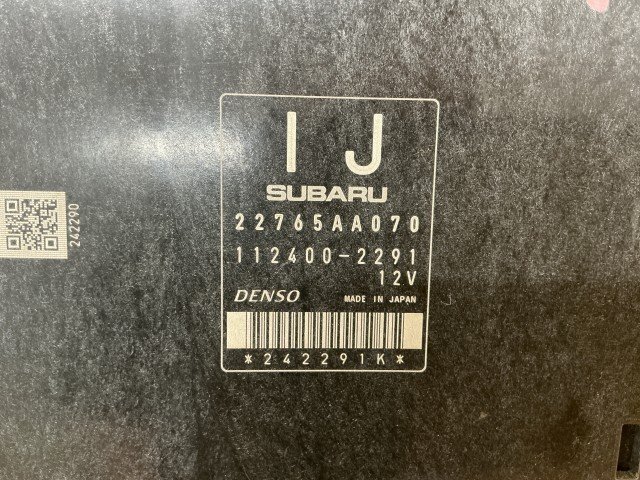 I J
SUBARU
22765AA070
112400-2291
12V
DENSO MADE IN JAPAN
*242291K*
242290